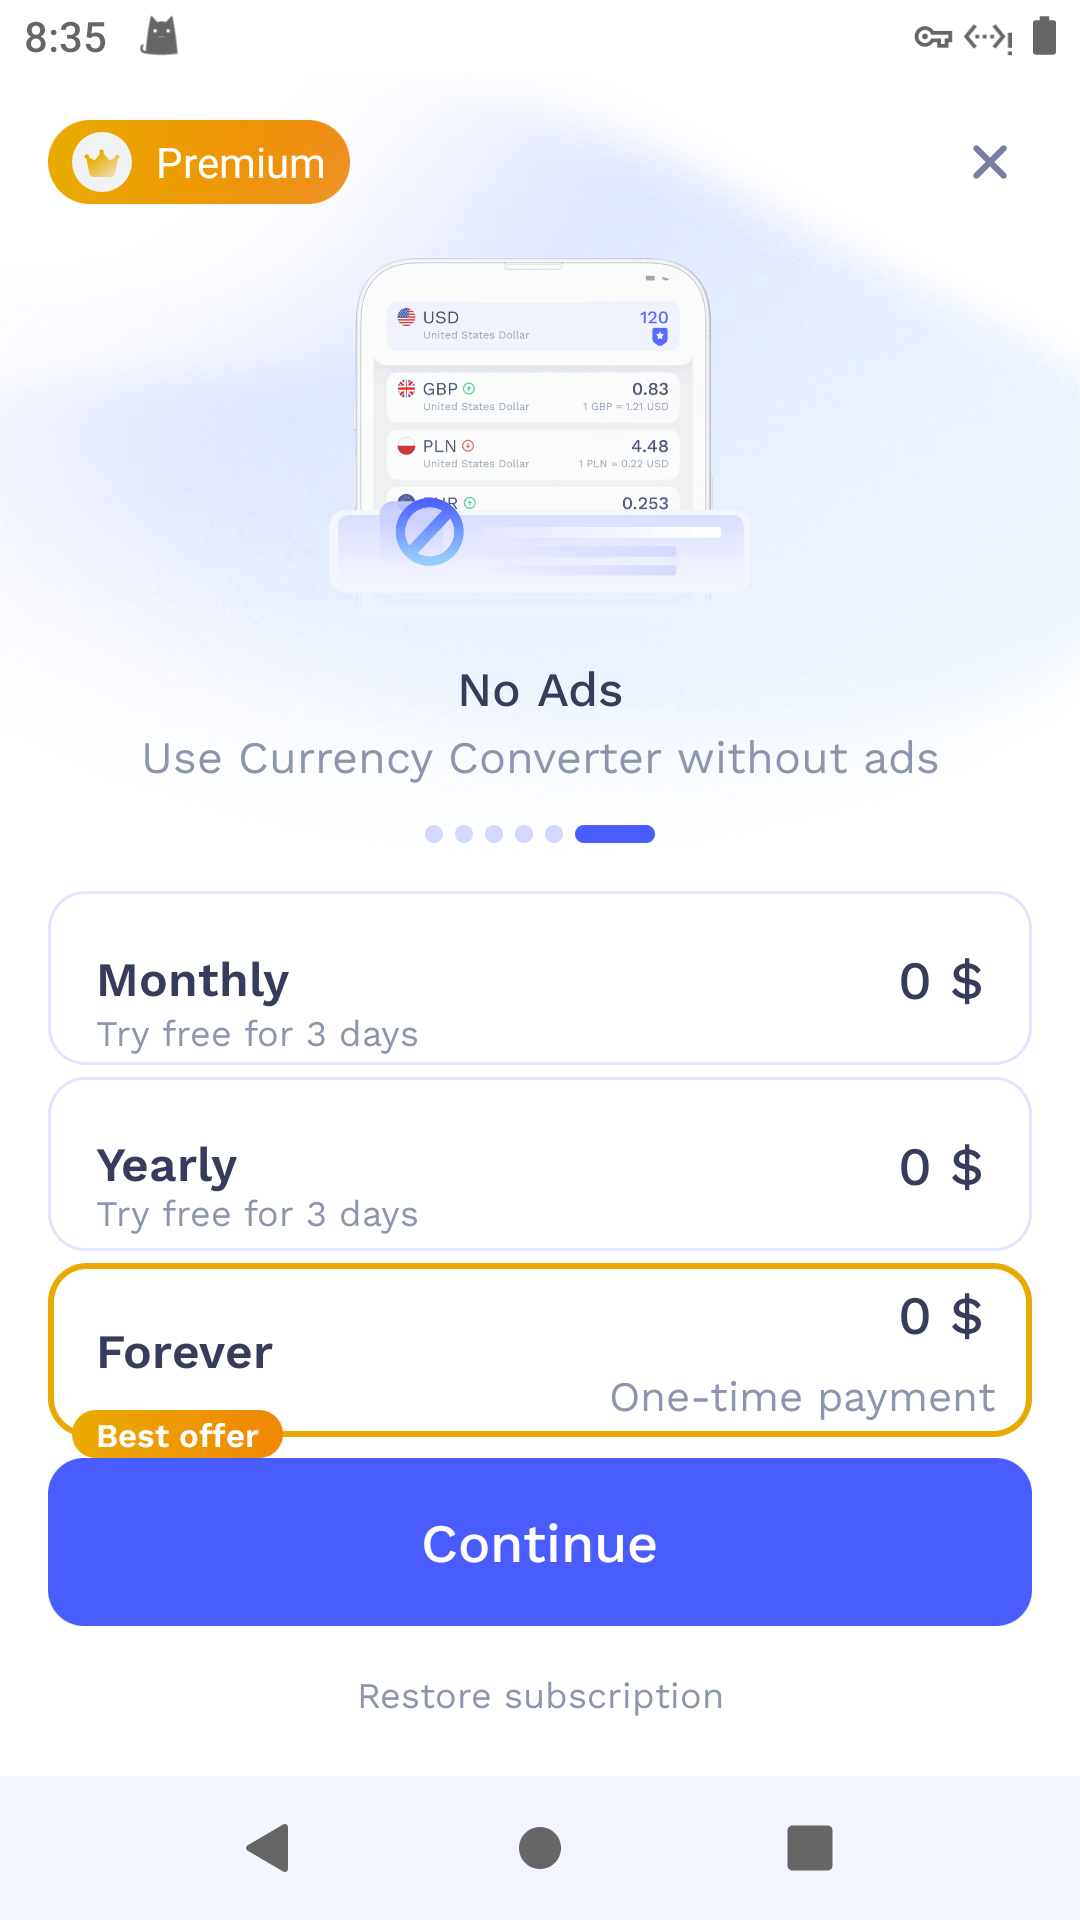 8:35
Premium
USD
120
United States Dollar
GBP
0.83
United States Dollar
1 GBP = 1.21 USD
PLN
4.48
United States Dollar
1 PLN = 0.22 USD
0.253
No Ads
Use Currency Converter without ads
Monthly
0 $
Try free for 3 days
Yearly
0 $
Try free for 3 days
0 $
Forever
One-time payment
Best offer
Continue
Restore subscription